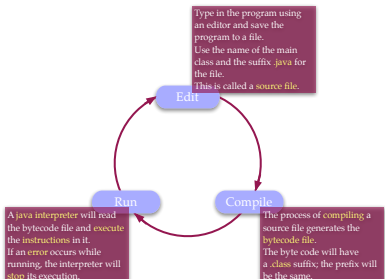 Type in the program using
an editor and save the
program to a file.
Use the name of the main
class and the suffix .java for
the file.
This is called a source file.
Edit
Run
Compile
A java interpreter will read
the bytecode file and execute
the instructions in it.
If an error occurs while
running, the interpreter will
stop its execution.
The process of compiling a
source file generates the
bytecode file.
The byte code will have
a .class suffix; the prefix will
be the same.